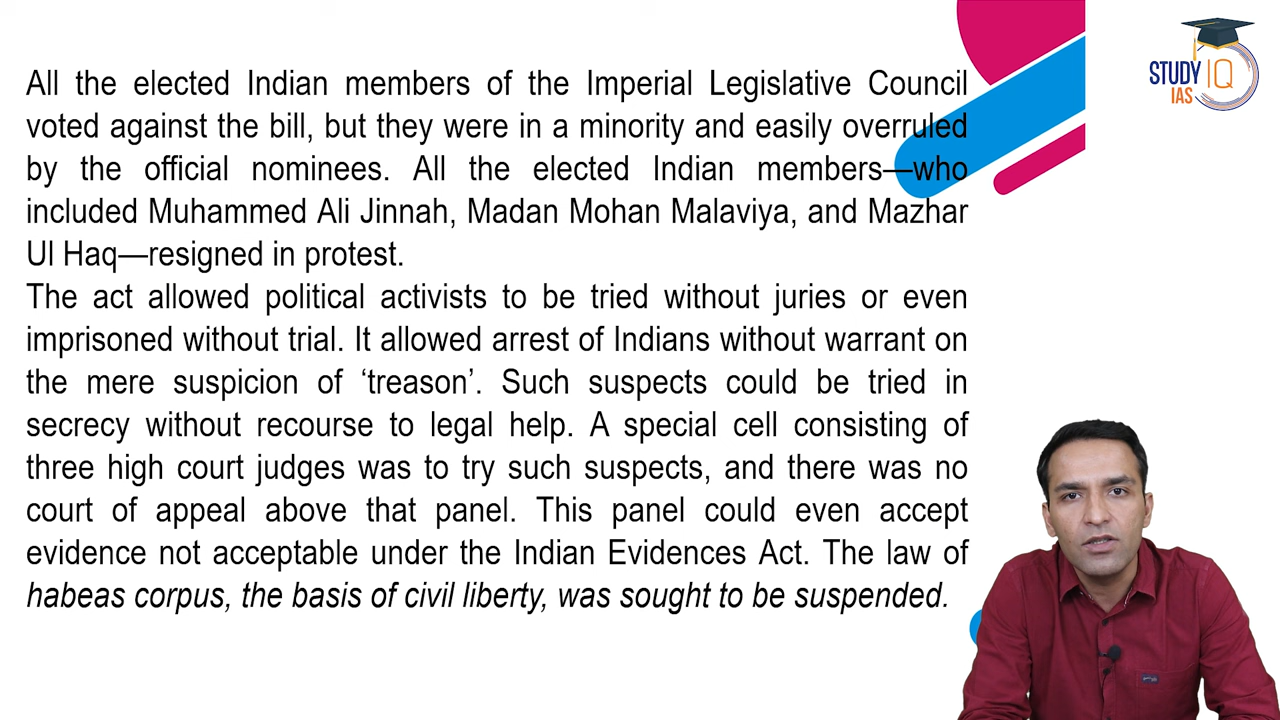 All the elected Indian members of the Imperial Legislative Council
voted against the bill, but they were in a minority and easily overruled
by the official nominees. All the elected Indian members—who
included Muhammed Ali Jinnah, Madan Mohan Malaviya, and Mazhar
Ul Haq—resigned in protest.
The act allowed political activists to be tried without juries or even
imprisoned without trial. It allowed arrest of Indians without warrant on
the mere suspicion of ‘treason’. Such suspects could be tried in
secrecy without recourse to legal help. A special cell consisting of
three high court judges was to try such suspects, and there was no
court of appeal above that panel. This panel could even accept
evidence not acceptable under the Indian Evidences Act. The law of
habeas corpus, the basis of civil liberty, was sought to be suspended.
STUDY IQ
IAS